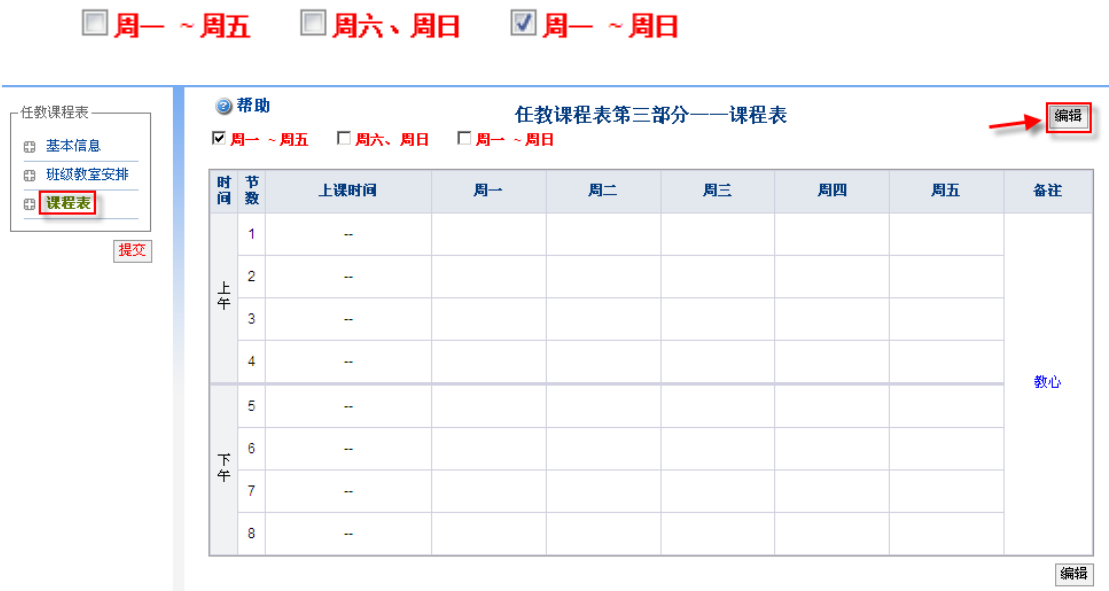 周一 ~ 周五 周六、周日 周一 ~ 周日
任教课程表
基本信息
班级教室安排
课程表
提交
帮助
任教课程表第三部分——课程表
编辑
周一 ~ 周五 周六、周日 周一 ~ 周日
时间 节数 上课时间 周一 周二 周三 周四 周五 备注
上午
1 --
2 --
3 --
4 --
教心
下午
5 --
6 --
7 --
8 --
编辑